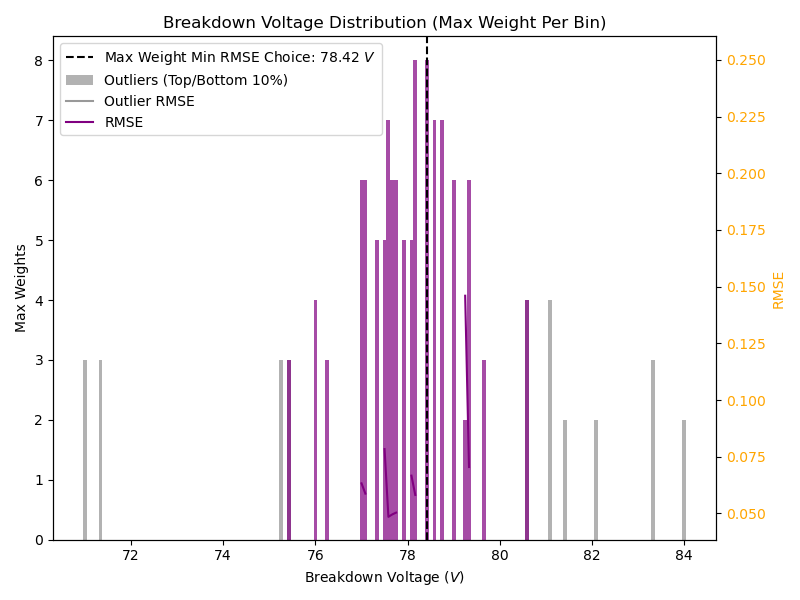 Breakdown Voltage Distribution (Max Weight Per Bin)
Max Weight Min RMSE Choice: 78.42 V
Outliers (Top/Bottom 10%)
Outlier RMSE
RMSE
8
7
6
5
4
3
2
1
0
Max Weights
0.250
0.225
0.200
0.175
0.150
0.125
0.100
0.075
0.050
RMSE
72 74 76 78 80 82 84
Breakdown Voltage (V)